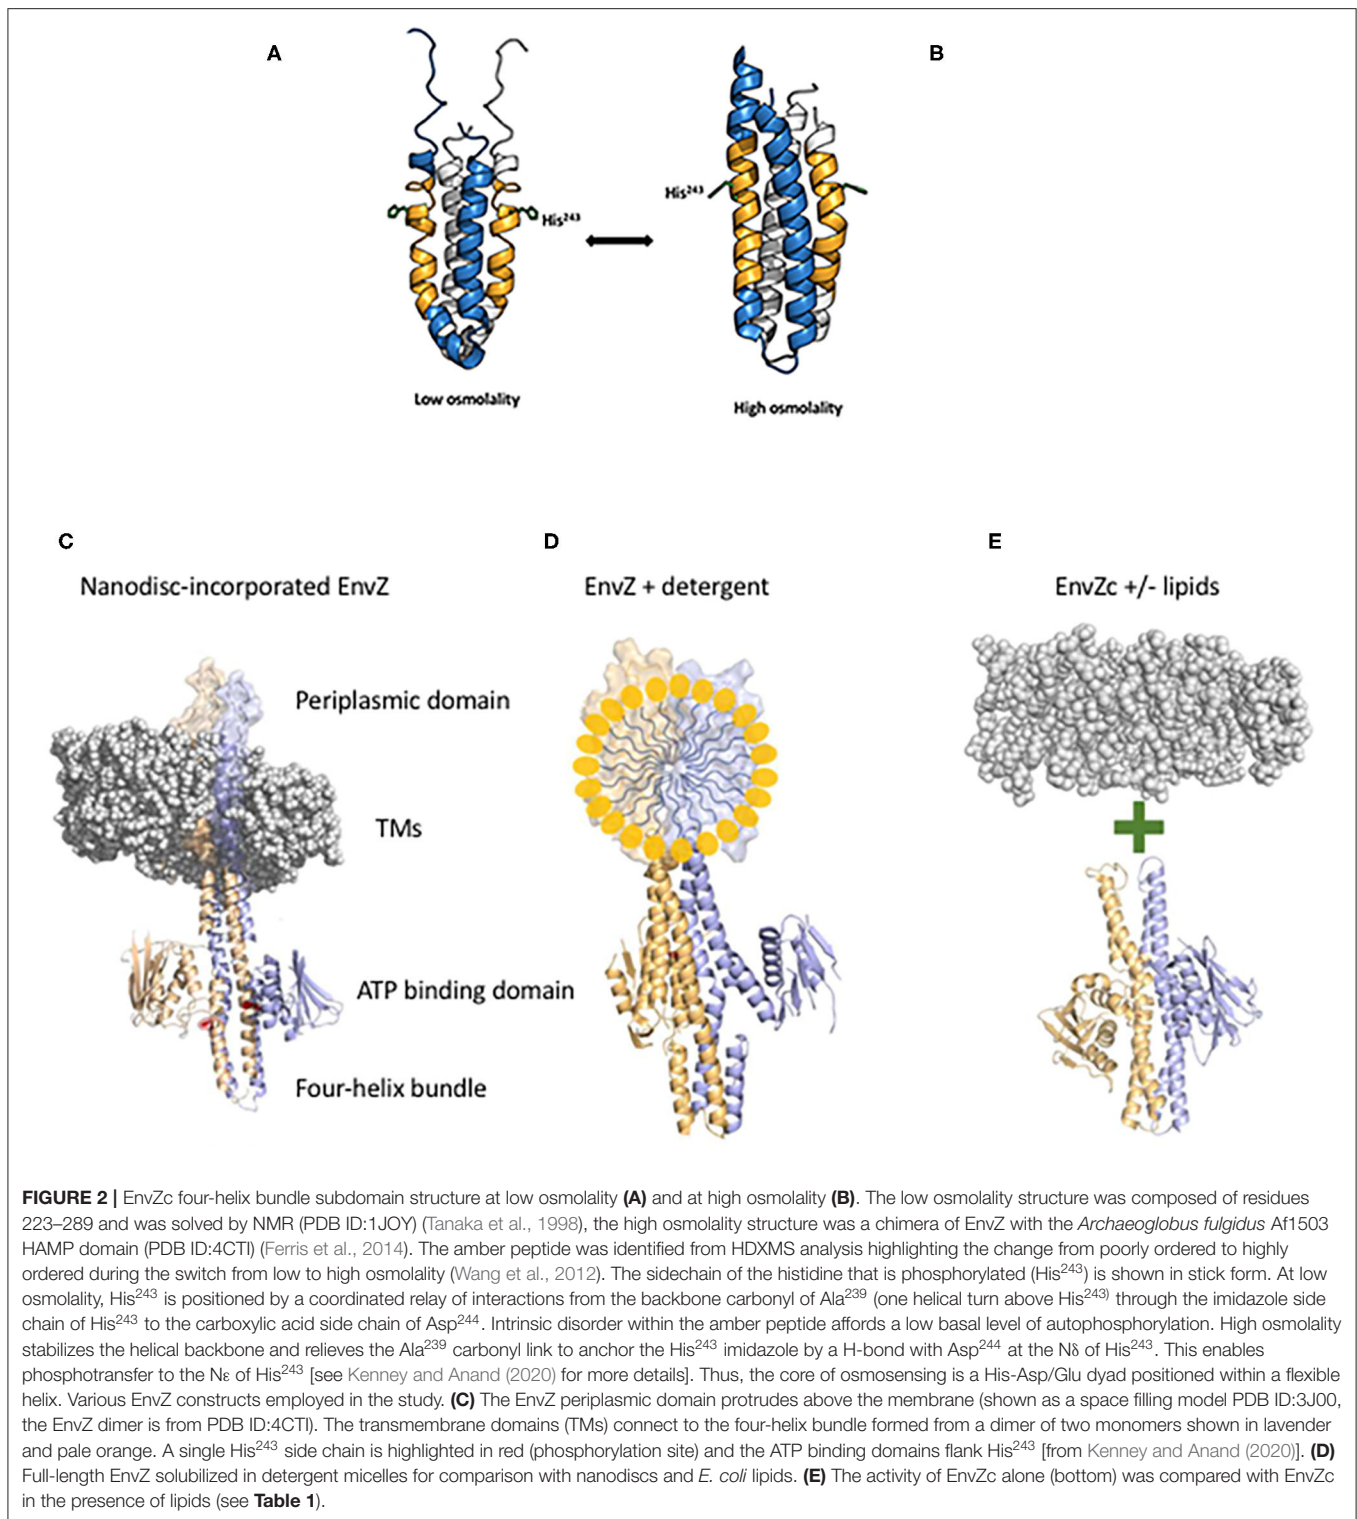 A
B
His243
His243
Low osmolality
High osmolality
C
D
E
Nanodisc-incorporated EnvZ
EnvZ + detergent
EnvZc +/- lipids
Periplasmic domain
TMs
ATP binding domain
Four-helix bundle
FIGURE 2 | EnvZc four-helix bundle subdomain structure at low osmolality (A) and at high osmolality (B). The low osmolality structure was composed of residues
223–289 and was solved by NMR (PDB ID:1JOY) (Tanaka et al., 1998), the high osmolality structure was a chimera of EnvZ with the Archaeoglobus fulgidus Af1503
HAMP domain (PDB ID:4CTI) (Ferris et al., 2014). The amber peptide was identified from HDXMS analysis highlighting the change from poorly ordered to highly
ordered during the switch from low to high osmolality (Wang et al., 2012). The sidechain of the histidine that is phosphorylated (His243) is shown in stick form. At low
osmolality, His243 is positioned by a coordinated relay of interactions from the backbone carbonyl of Ala239 (one helical turn above His243) through the imidazole side
chain of His243 to the carboxylic acid side chain of Asp244. Intrinsic disorder within the amber peptide affords a low basal level of autophosphorylation. High osmolality
stabilizes the helical backbone and relieves the Ala239 carbonyl link to anchor the His243 imidazole by a H-bond with Asp244 at the Nδ of His243. This enables
phosphotransfer to the Nε of His243 [see Kenney and Anand (2020) for more details]. Thus, the core of osmosensing is a His-Asp/Glu dyad positioned within a flexible
helix. Various EnvZ constructs employed in the study. (C) The EnvZ periplasmic domain protrudes above the membrane (shown as a space filling model PDB ID:3J00,
the EnvZ dimer is from PDB ID:4CTI). The transmembrane domains (TMs) connect to the four-helix bundle formed from a dimer of two monomers shown in lavender
and pale orange. A single His243 side chain is highlighted in red (phosphorylation site) and the ATP binding domains flank His243 [from Kenney and Anand (2020)]. (D)
Full-length EnvZ solubilized in detergent micelles for comparison with nanodiscs and E. coli lipids. (E) The activity of EnvZc alone (bottom) was compared with EnvZc
in the presence of lipids (see Table 1).